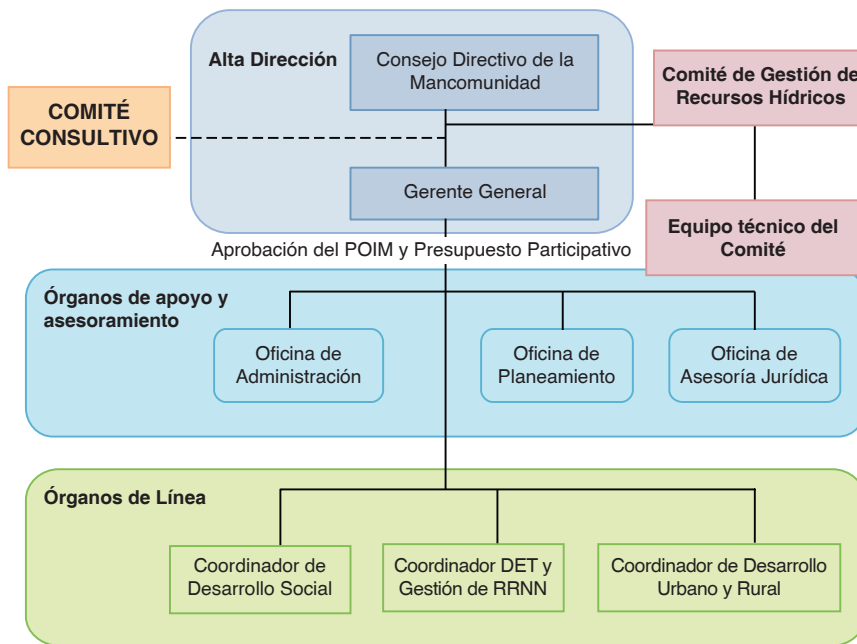 Alta Dirección
Consejo Directivo de la
Mancomunidad
COMITÉ
CONSULTIVO
Comité de Gestión de
Recursos Hídricos
Gerente General
Equipo técnico del
Comité
Aprobación del POIM y Presupuesto Participativo
Órganos de apoyo y
asesoramiento
Oficina de
Administración
Oficina de
Planeamiento
Oficina de
Asesoría Jurídica
Órganos de Línea
Coordinador de
Desarrollo Social
Coordinador DET y
Gestión de RRNN
Coordinador de Desarrollo
Urbano y Rural